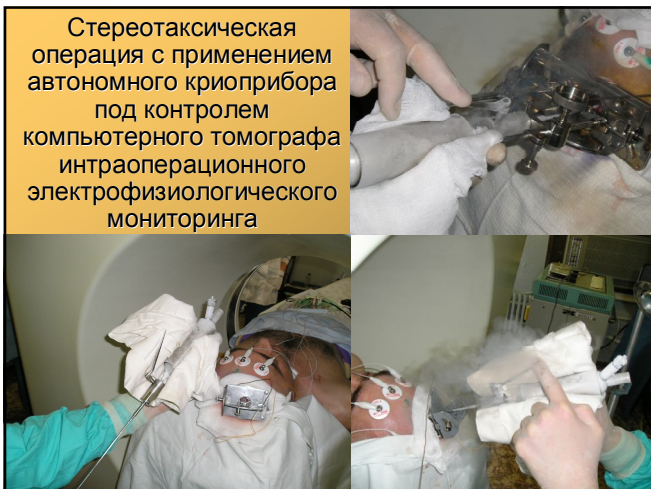 Стереотаксическая
операция с применением
автономного криоприбора
под контролем
компьютерного томографа
интраоперационного
электрофизиологического
мониторинга